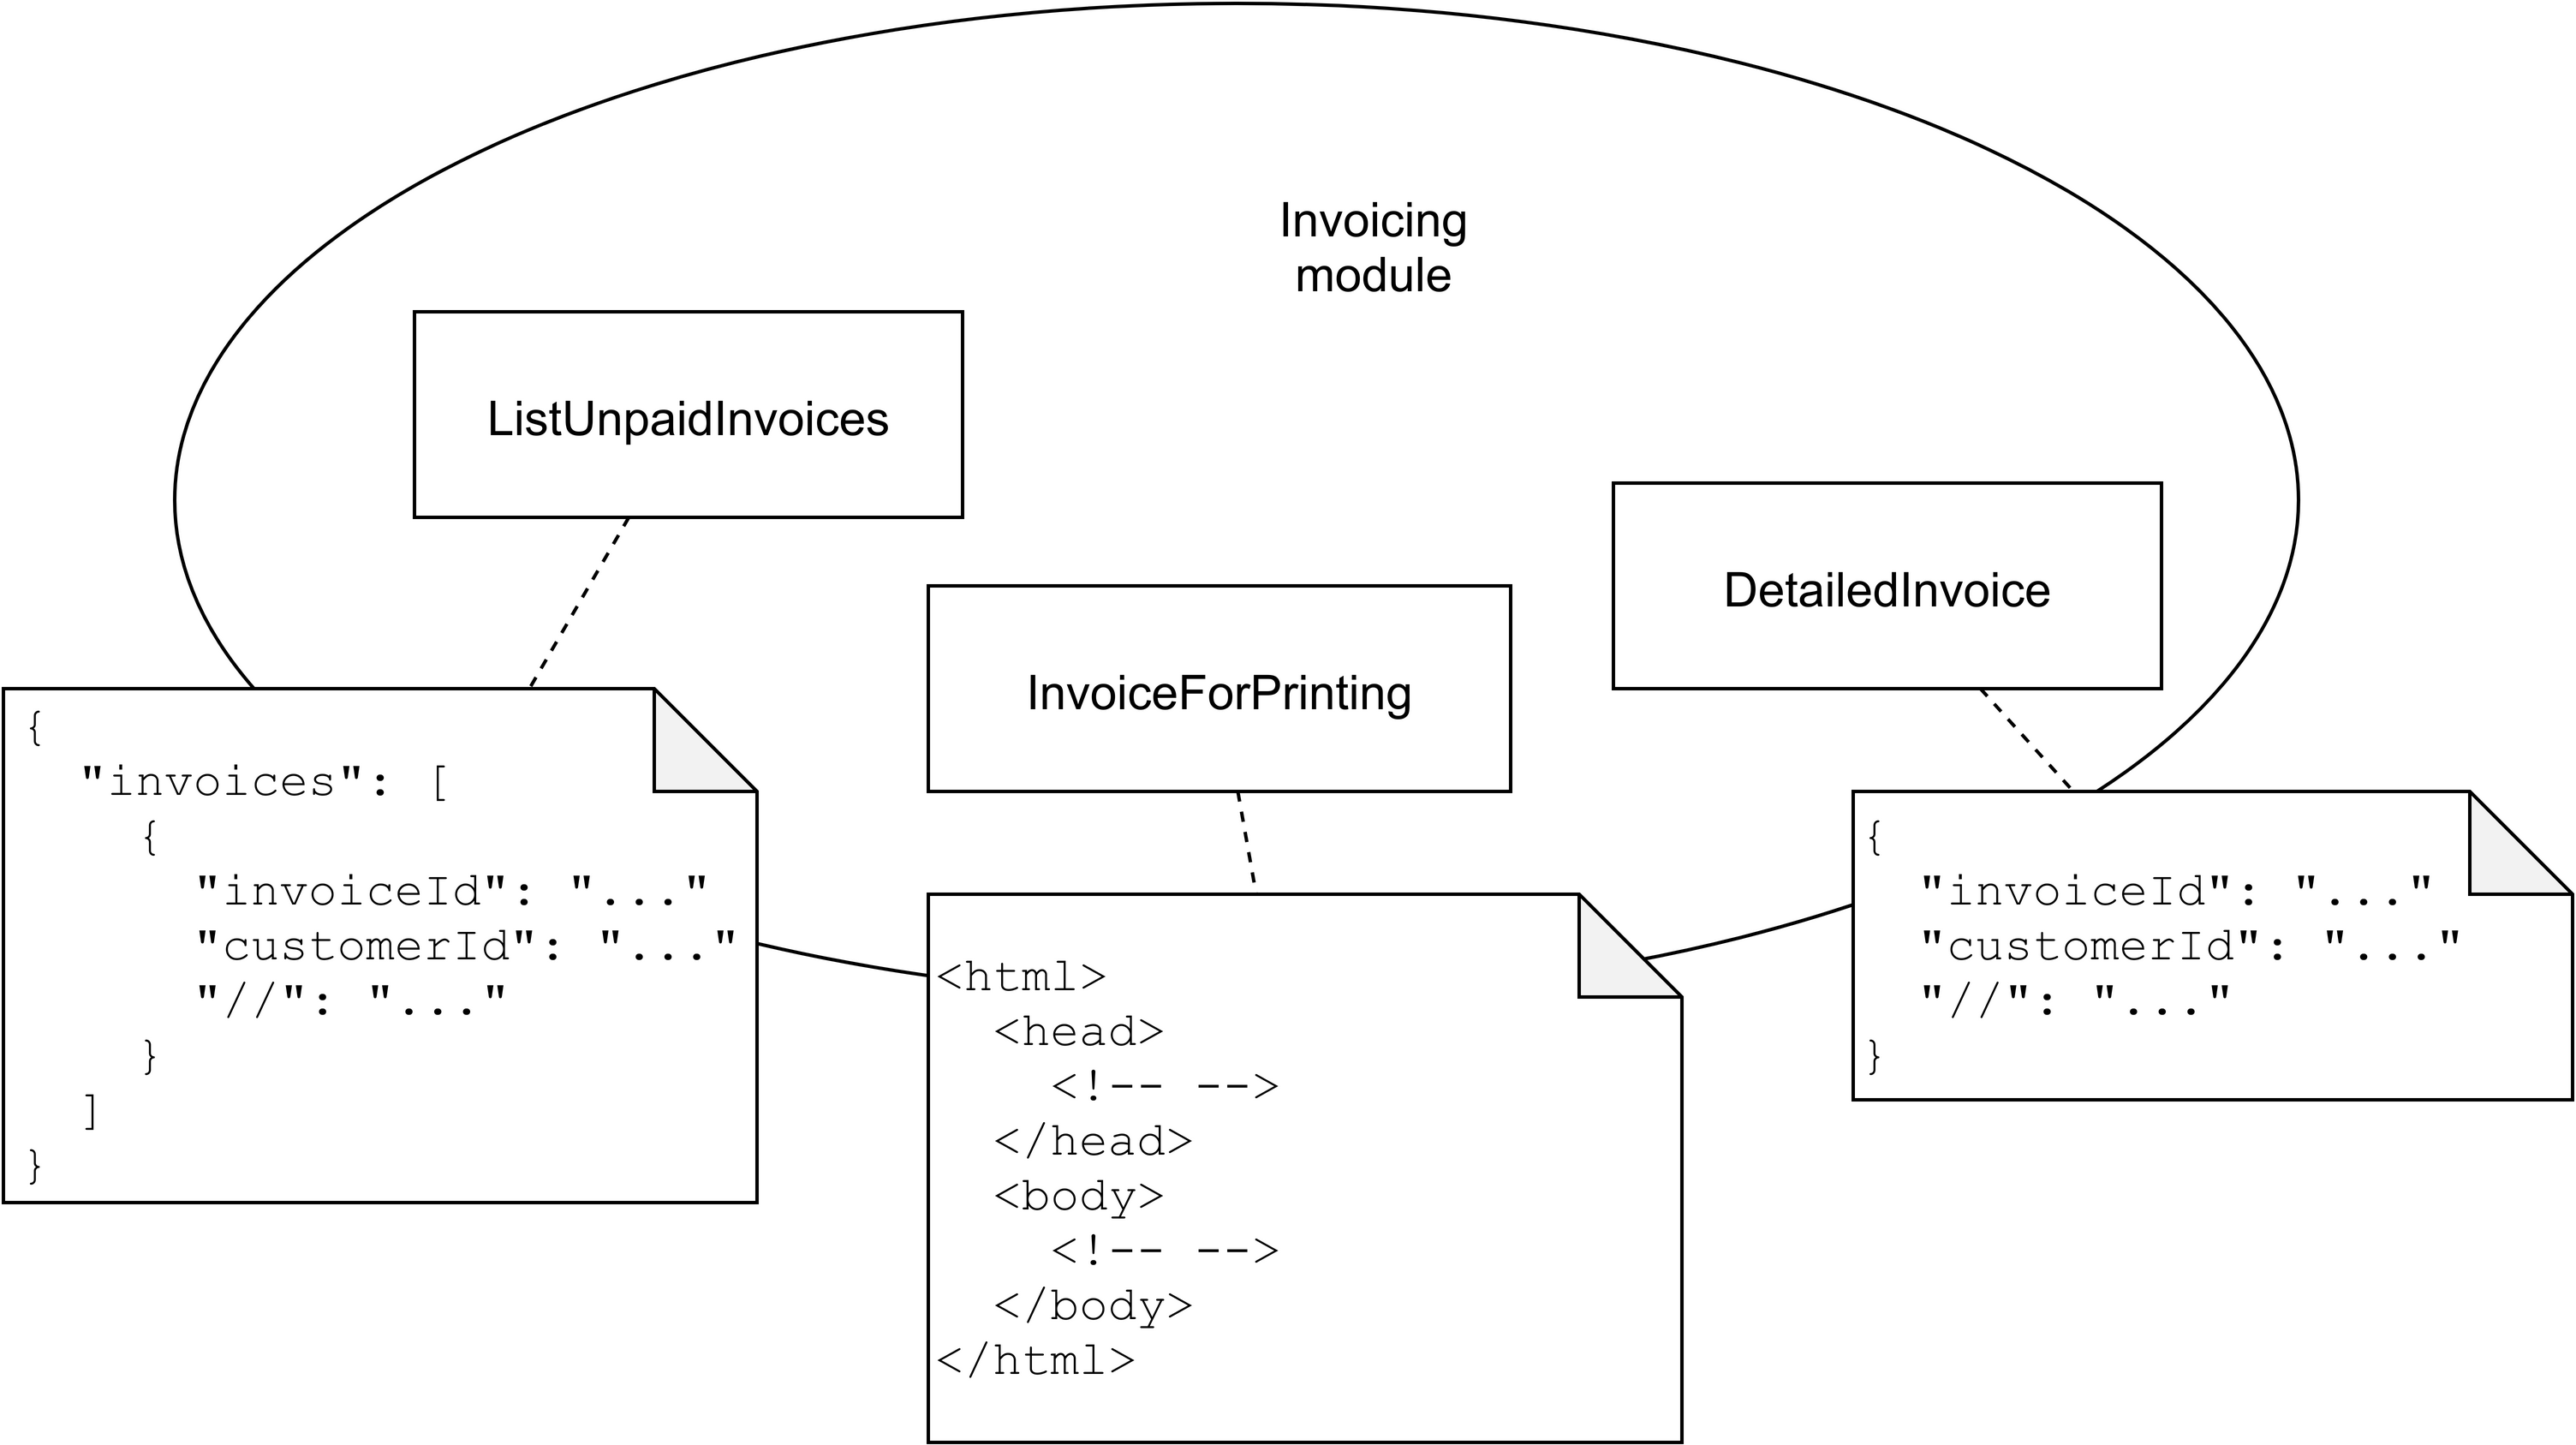 Invoicing
module
ListUnpaidInvoices
InvoiceForPrinting
DetailedInvoice
{
"invoices": [
{
"invoiceId": "..."
"customerId": "..."
"//": "..."
}
]
}
<html>
<head>
<!-- -->
</head>
<body>
<!-- -->
</body>
</html>
{
"invoiceId": "..."
"customerId": "..."
"//": "..."
}